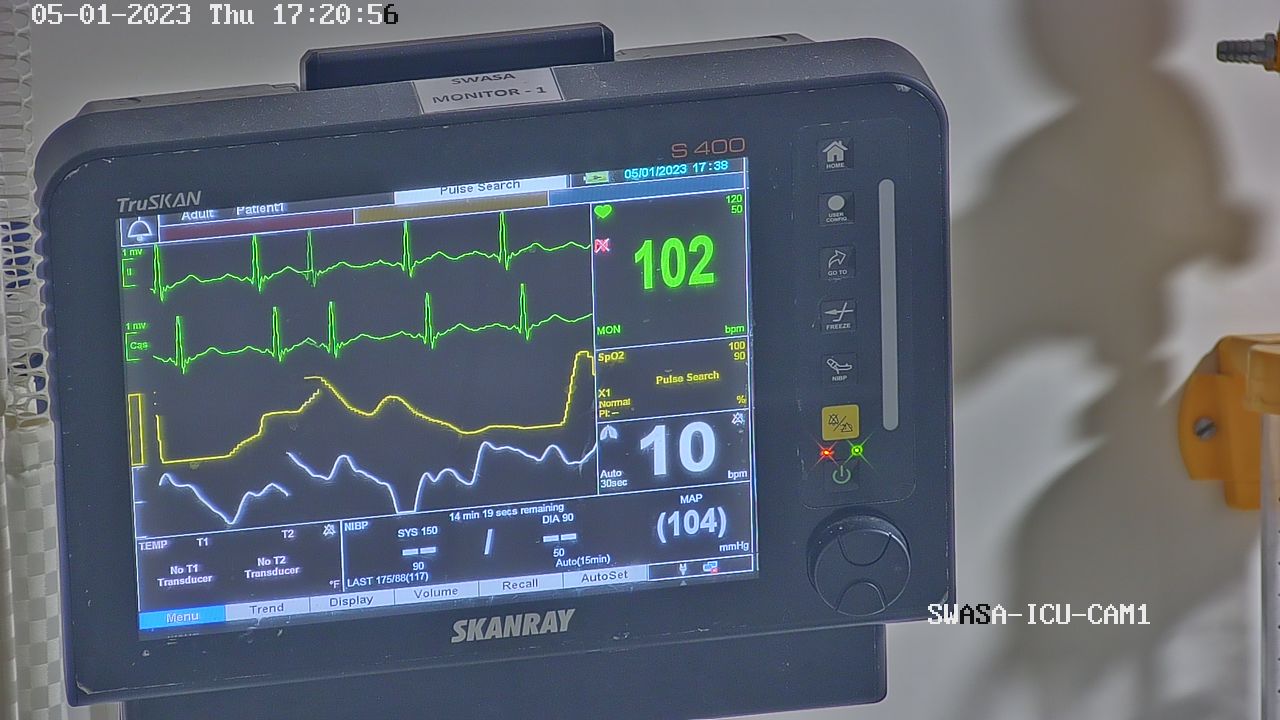 05-01-2023 Thu 17:20:56
SWASA
MONITOR - 1
S 400
TruSKAN
Adult Patient1 Pulse Search 05/01/2023 17:38
1 mv
II
120
50
102
MON bpm
1 mv
Cas
SpO2 100
90
Pulse Search
X1
Normal
PI:-- %
10
Auto
30sec
bpm
TEMP T1 T2
No T1
Transducer
No T2
Transducer
°F
NIBP
14 min 19 secs remaining
SYS 150 DIA 90
-- / --
90 50
Auto(15min)
LAST 175/88(117)
MAP
(104)
mmHg
Menu Trend Display Volume Recall AutoSet
SKANRAY
HOME
USER
CONFIG.
GO TO
FREEZE
NIBP
SWASA-ICU-CAM1